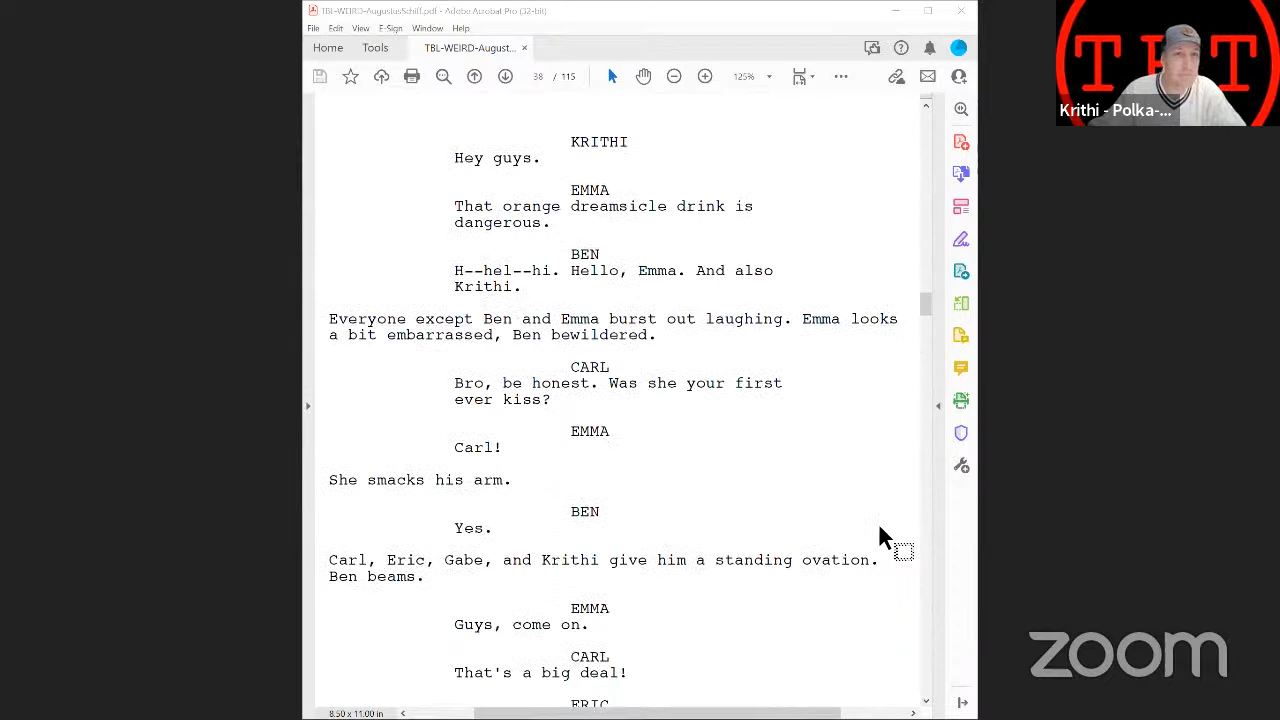 TBL-WEIRD-AugustusSchiff.pdf - Adobe Acrobat Pro (32-bit)
File Edit View E-Sign Window Help
Home Tools TBL-WEIRD-August... ×
38 / 115 125%
KRITHI
Hey guys.
EMMA
That orange dreamsicle drink is
dangerous.
BEN
H--hel--hi. Hello, Emma. And also
Krithi.
Everyone except Ben and Emma burst out laughing. Emma looks
a bit embarrassed, Ben bewildered.
CARL
Bro, be honest. Was she your first
ever kiss?
EMMA
Carl!
She smacks his arm.
BEN
Yes.
Carl, Eric, Gabe, and Krithi give him a standing ovation.
Ben beams.
EMMA
Guys, come on.
CARL
That's a big deal!
ERIC
8.50 x 11.00 in
T T
Krithi - Polka-...
zoom